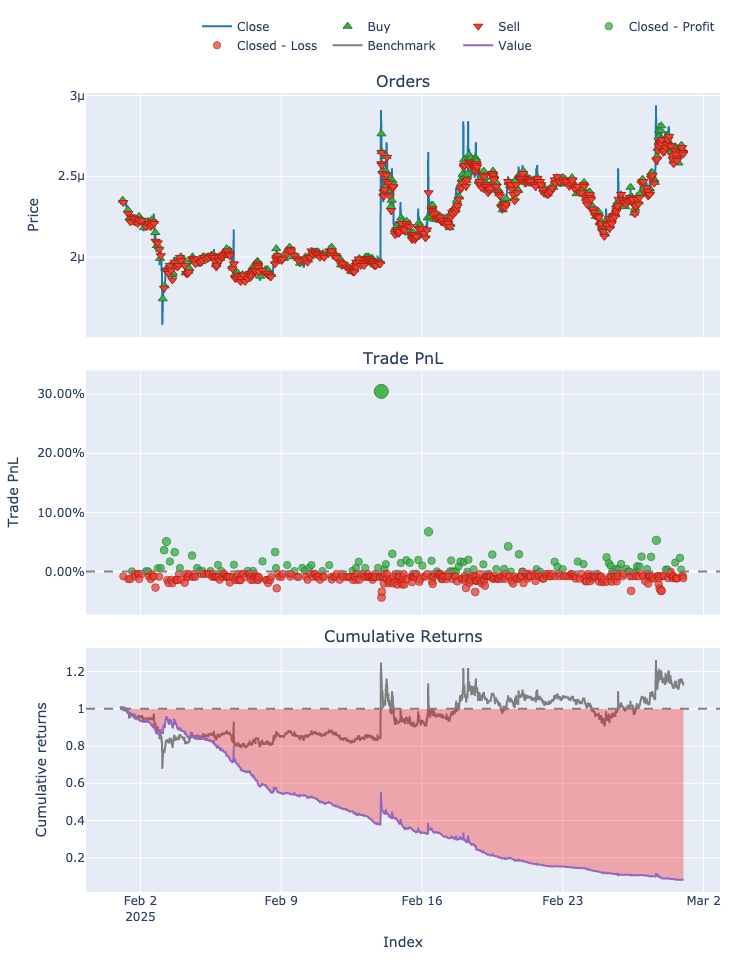 Close Buy Sell Closed - Profit
Closed - Loss Benchmark Value
Orders
3μ
2.5μ
2μ
Price
Trade PnL
30.00%
20.00%
10.00%
0.00%
Trade PnL
Cumulative Returns
1.2
1
0.8
0.6
0.4
0.2
Cumulative returns
Feb 2 Feb 9 Feb 16 Feb 23 Mar 2
2025
Index